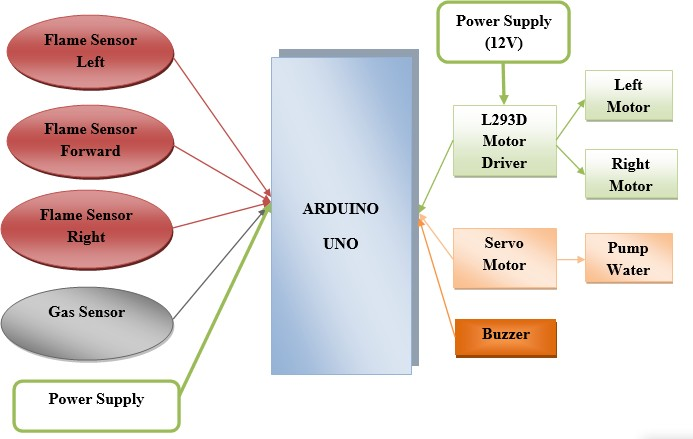 Flame Sensor
Left
Flame Sensor
Forward
Flame Sensor
Right
Gas Sensor
Power Supply
ARDUINO
UNO
Power Supply
(12V)
L293D
Motor
Driver
Left
Motor
Right
Motor
Servo
Motor
Pump
Water
Buzzer